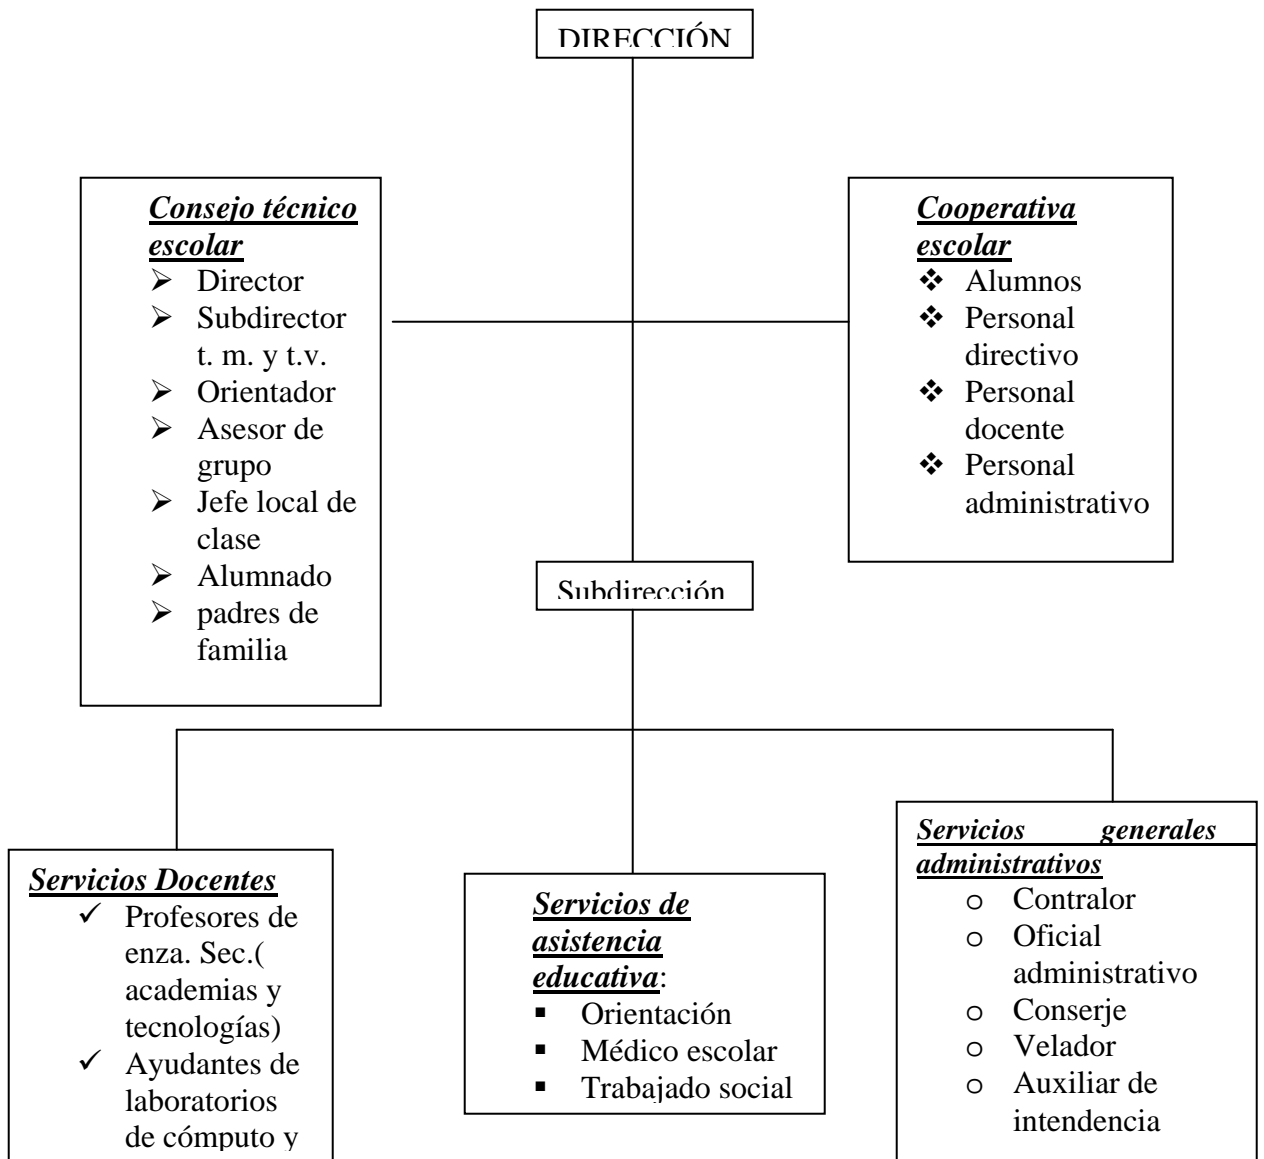 DIRECCIÓN
Consejo técnico
escolar
➢ Director
➢ Subdirector
t. m. y t.v.
➢ Orientador
➢ Asesor de
grupo
➢ Jefe local de
clase
➢ Alumnado
➢ padres de
familia
Cooperativa
escolar
❖ Alumnos
❖ Personal
directivo
❖ Personal
docente
❖ Personal
administrativo
Subdirección
Servicios Docentes
✓ Profesores de
enza. Sec.(
academias y
tecnologías)
✓ Ayudantes de
laboratorios
de cómputo y
Servicios de
asistencia
educativa:
▪ Orientación
▪ Médico escolar
▪ Trabajado social
Servicios generales
administrativos
o Contralor
o Oficial
administrativo
o Conserje
o Velador
o Auxiliar de
intendencia